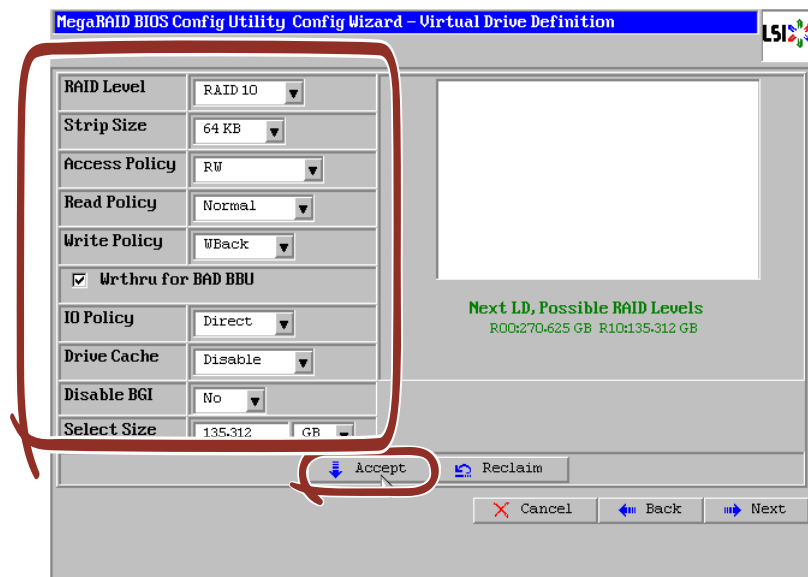 MegaRAID BIOS Config Utility Config Wizard – Virtual Drive Definition
LSI
RAID Level RAID 10
Strip Size 64 KB
Access Policy RW
Read Policy Normal
Write Policy WBack
Wrthru for BAD BBU
IO Policy Direct
Drive Cache Disable
Disable BGI No
Select Size 135.312 GB
Next LD, Possible RAID Levels
R00:270.625 GB R10:135.312 GB
Accept Reclaim
Cancel Back Next